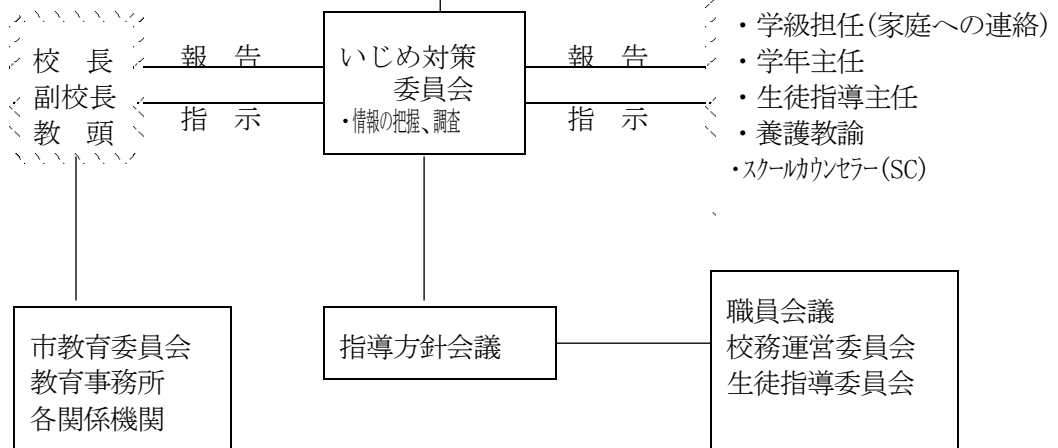 校　長
副校長
教　頭
報　告
指　示
いじめ対策
委員会
・情報の把握、調査
報　告
指　示
・学級担任(家庭への連絡)
・学年主任
・生徒指導主任
・養護教諭
・スクールカウンセラー(SC)
市教育委員会
教育事務所
各関係機関
指導方針会議
職員会議
校務運営委員会
生徒指導委員会